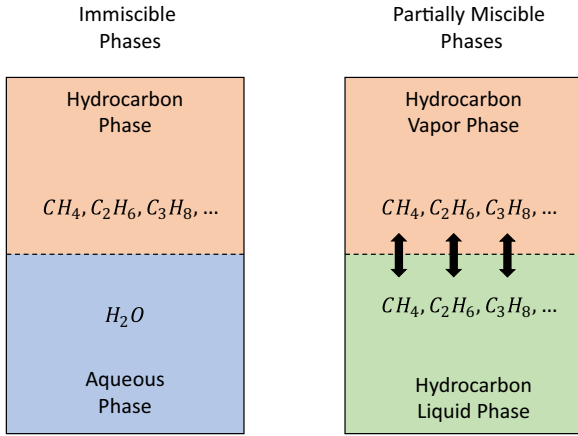 Immiscible
Phases
Hydrocarbon
Phase
CH₄, C₂H₆, C₃H₈, ...
H₂O
Aqueous
Phase
Partially Miscible
Phases
Hydrocarbon
Vapor Phase
CH₄, C₂H₆, C₃H₈, ...
CH₄, C₂H₆, C₃H₈, ...
Hydrocarbon
Liquid Phase